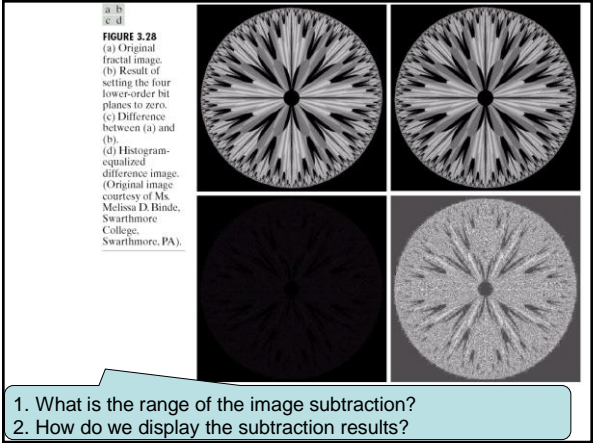 a b
c d
FIGURE 3.28
(a) Original
fractal image.
(b) Result of
setting the four
lower-order bit
planes to zero.
(c) Difference
between (a) and
(b).
(d) Histogram-
equalized
difference image.
(Original image
courtesy of Ms.
Melissa D. Binde,
Swarthmore
College,
Swarthmore, PA).
1. What is the range of the image subtraction?
2. How do we display the subtraction results?